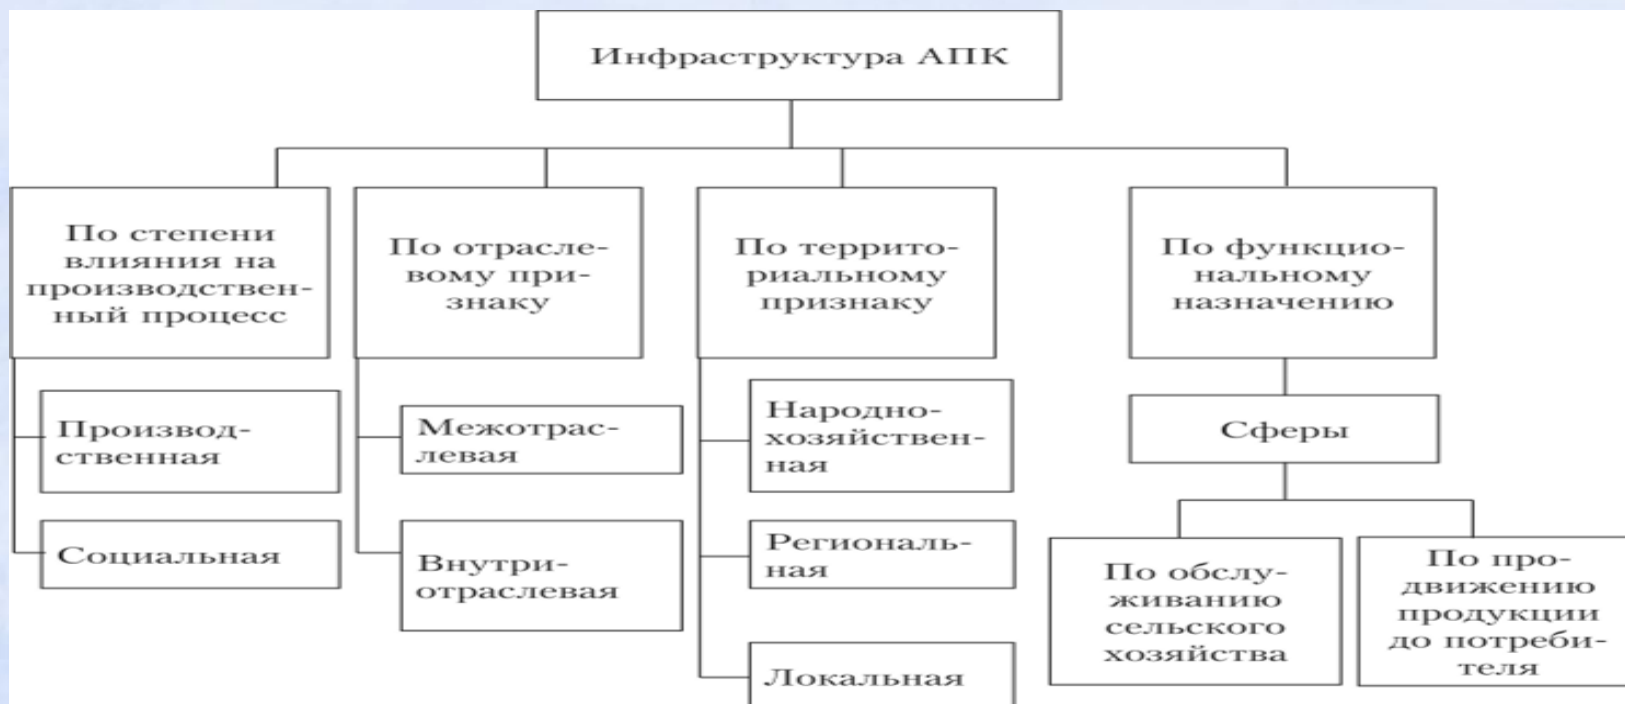 Инфраструктура АПК
По степени
влияния на
производствен-
ный процесс
Производ-
ственная
Социальная
По отрасле-
вому при-
знаку
Межотрас-
левая
Внутри-
отраслевая
По террито-
риальному
признаку
Народно-
хозяйствен-
ная
Региональ-
ная
Локальная
По функцио-
нальному
назначению
Сферы
По обслу-
живанию
сельского
хозяйства
По про-
движению
продукции
до потреби-
теля